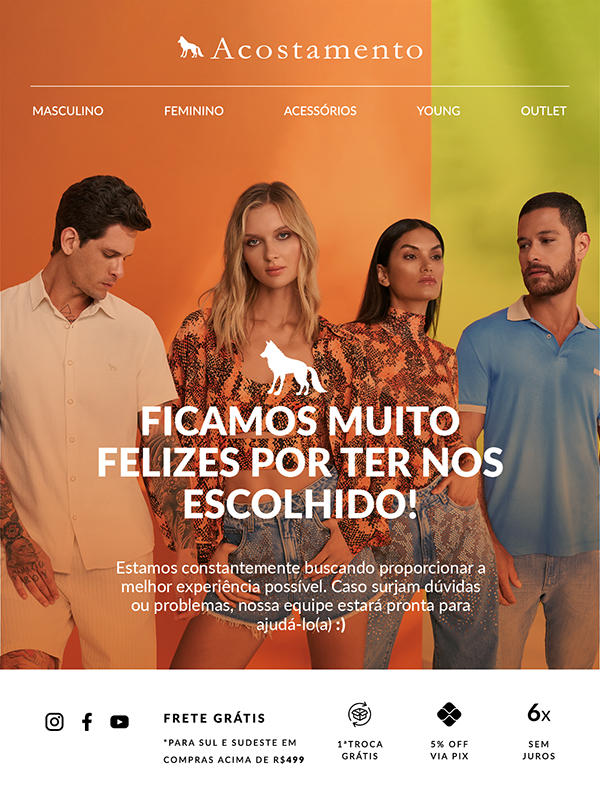 Acostamento
MASCULINO FEMININO ACESSÓRIOS YOUNG OUTLET
FICAMOS MUITO
FELIZES POR TER NOS
ESCOLHIDO!
Estamos constantemente buscando proporcionar a
melhor experiência possível. Caso surjam dúvidas
ou problemas, nossa equipe estará pronta para
ajudá-lo(a) :)
FRETE GRÁTIS
*PARA SUL E SUDESTE EM
COMPRAS ACIMA DE R$499
1ªTROCA
GRÁTIS
5% OFF
VIA PIX
6x
SEM
JUROS